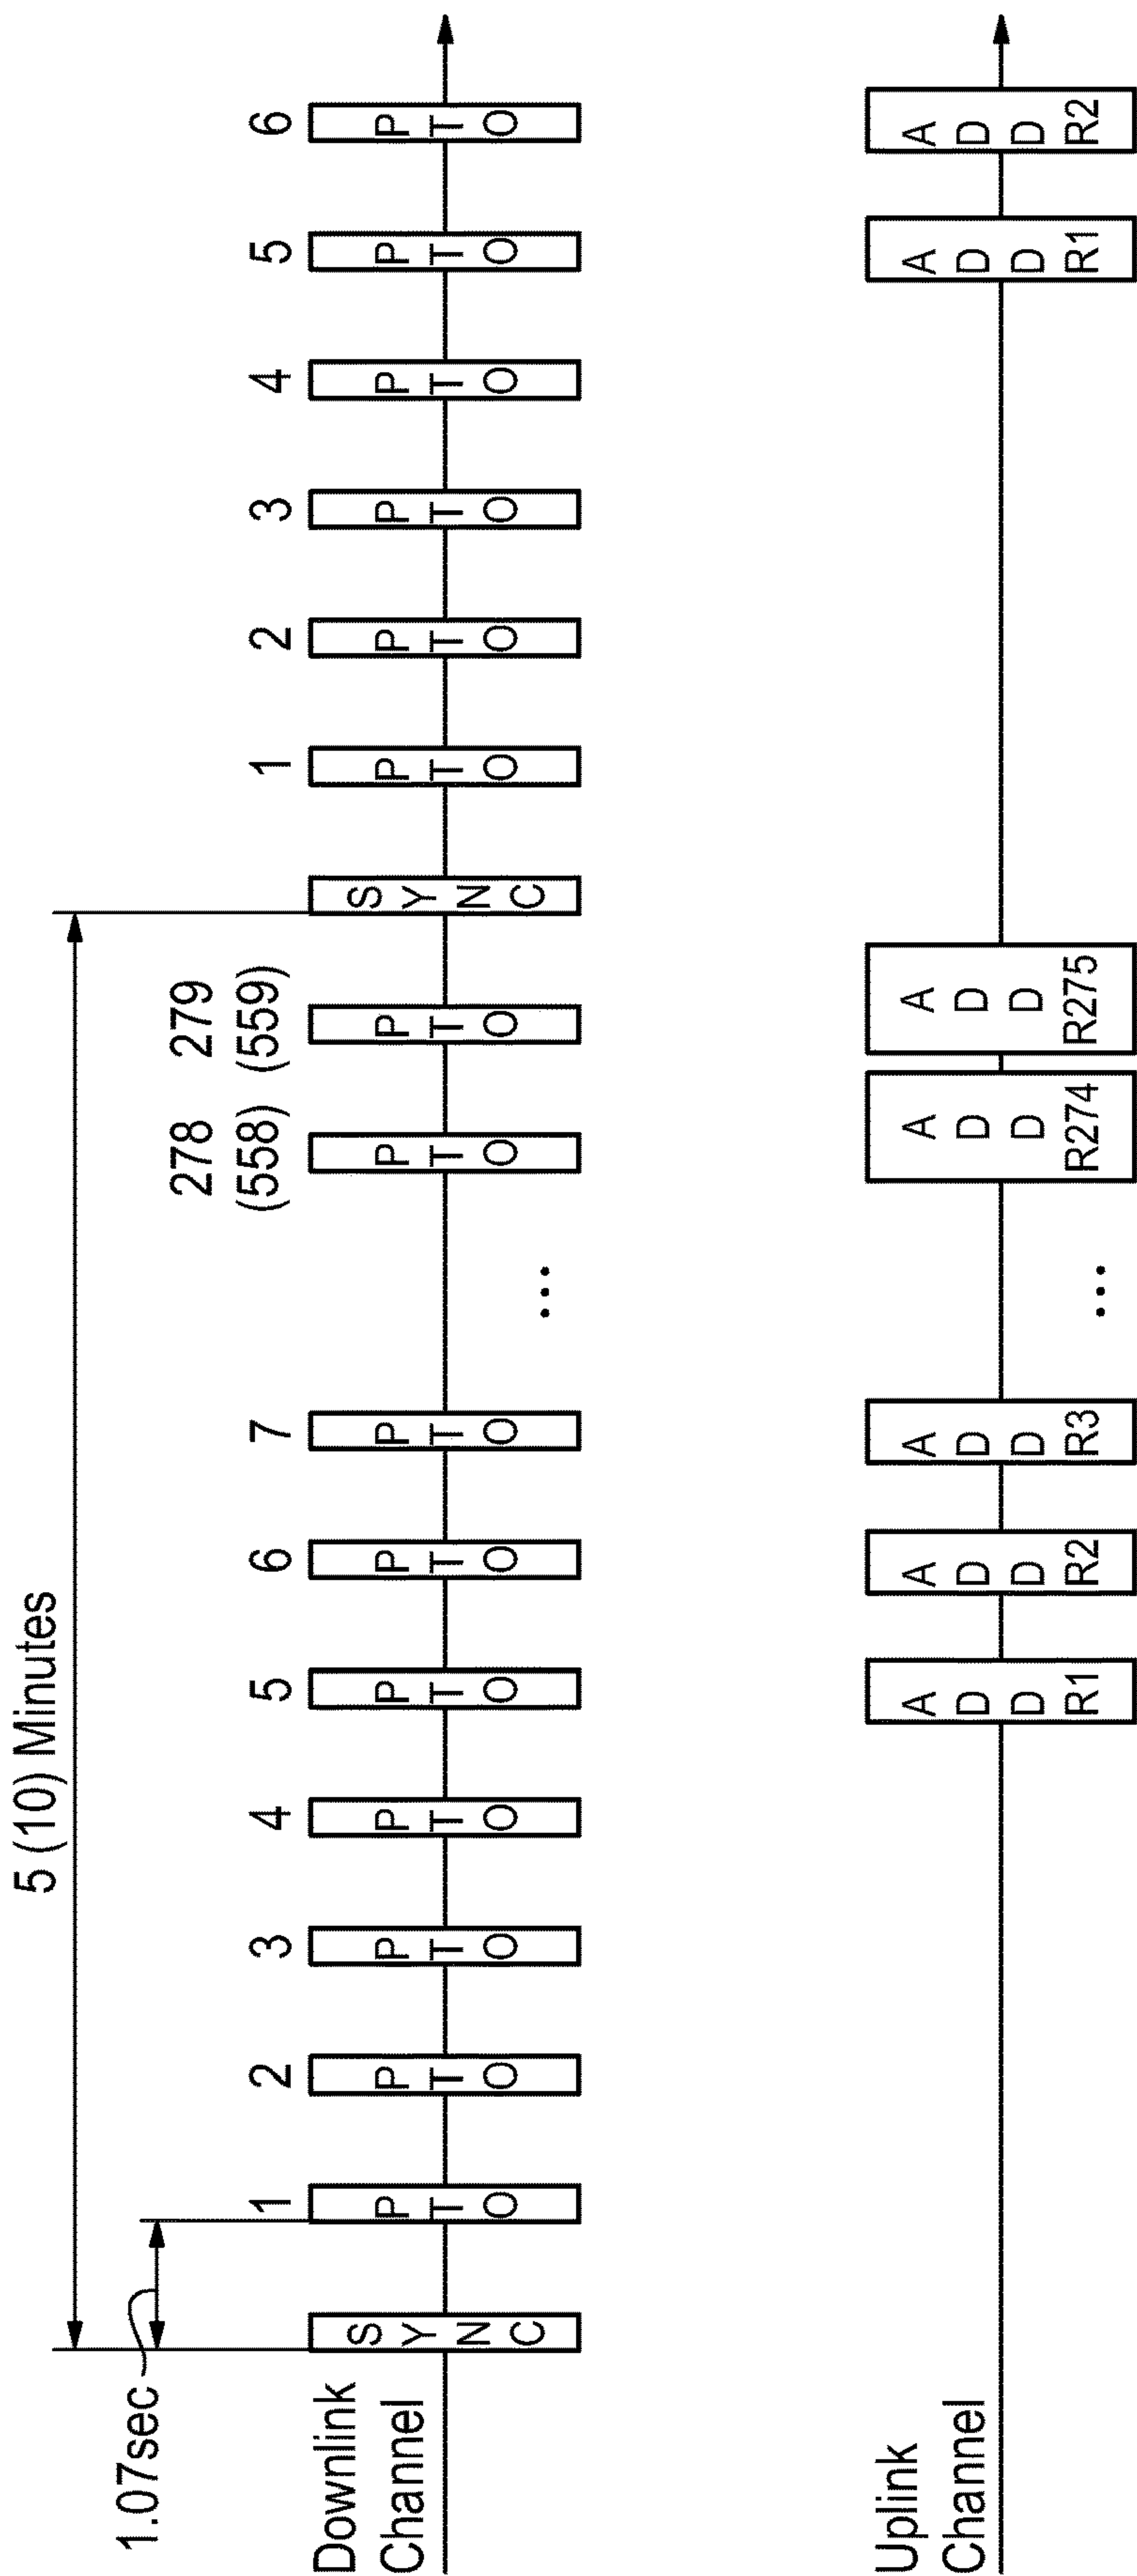 5 (10) Minutes
1.07sec
278 279
(558) (559)
1 2 3 4 5 6 7 1 2 3 4 5 6
Downlink
Channel
SYNC PTO PTO PTO PTO PTO PTO PTO ... PTO PTO SYNC PTO PTO PTO PTO PTO PTO
Uplink
Channel
ADD R1 ADD R2 ADD R3 ... ADD R274 ADD R275 ADD R1 ADD R2